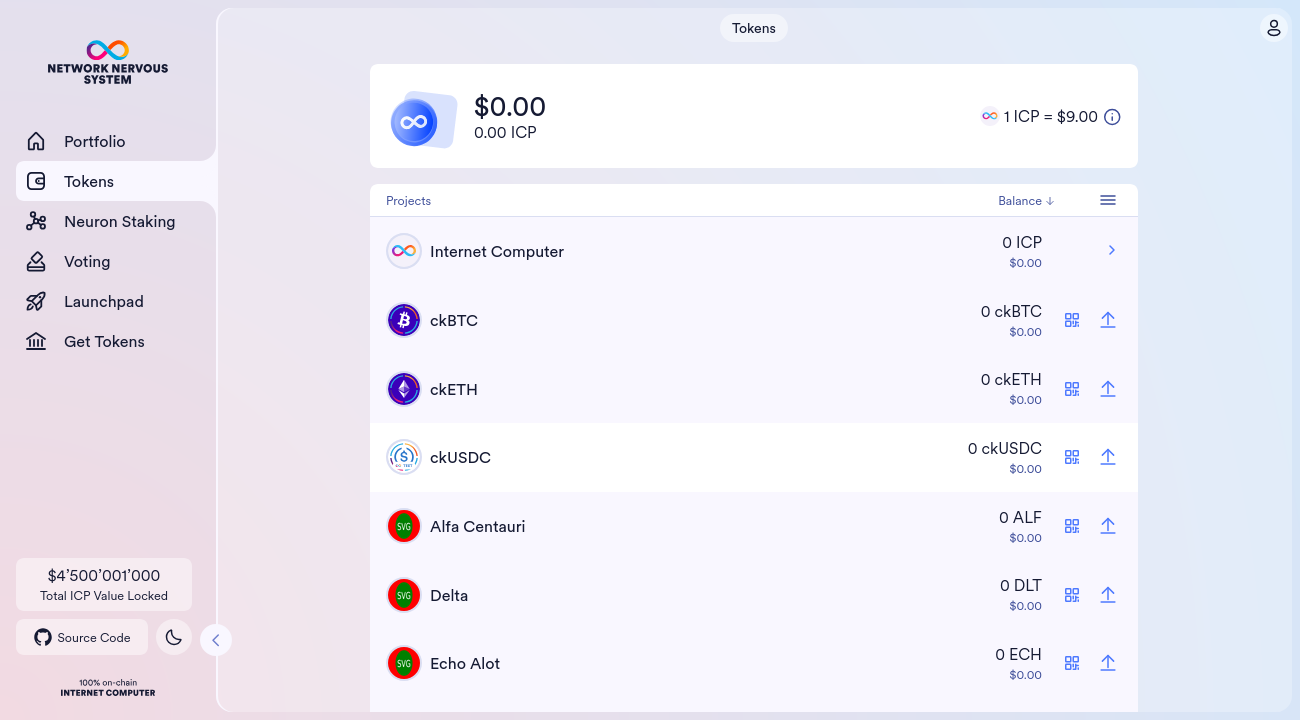 NETWORK NERVOUS
SYSTEM
Portfolio
Tokens
Neuron Staking
Voting
Launchpad
Get Tokens
$4’500’001’000
Total ICP Value Locked
Source Code
100% on-chain
INTERNET COMPUTER
Tokens
$0.00
0.00 ICP
1 ICP = $9.00
Projects
Balance
Internet Computer
0 ICP
$0.00
ckBTC
0 ckBTC
$0.00
ckETH
0 ckETH
$0.00
ckUSDC
0 ckUSDC
$0.00
SVG
Alfa Centauri
0 ALF
$0.00
SVG
Delta
0 DLT
$0.00
SVG
Echo Alot
0 ECH
$0.00